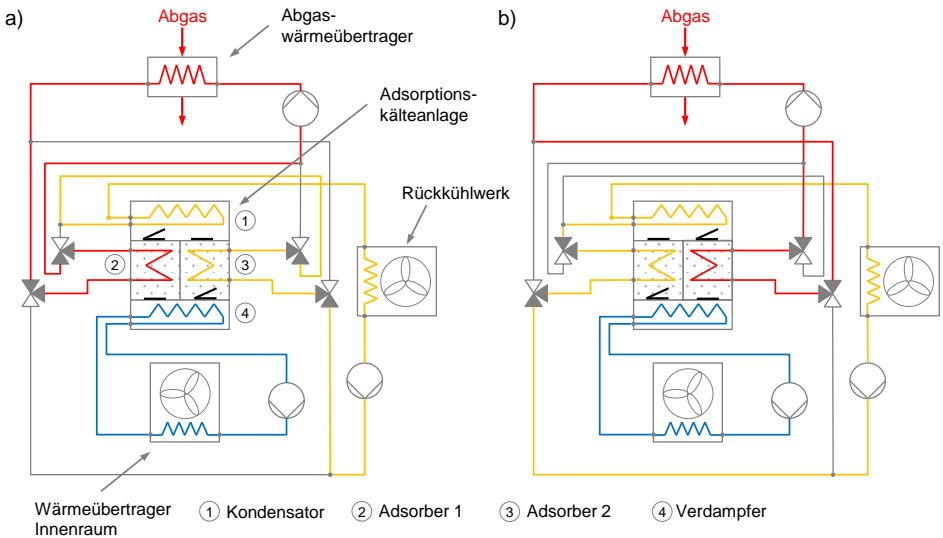 a)
Abgas
Abgas-
wärmeübertrager
Adsorptions-
kälteanlage
Rückkühlwerk
1
2
3
4
b)
Abgas
Wärmeübertrager
Innenraum
1 Kondensator
2 Adsorber 1
3 Adsorber 2
4 Verdampfer